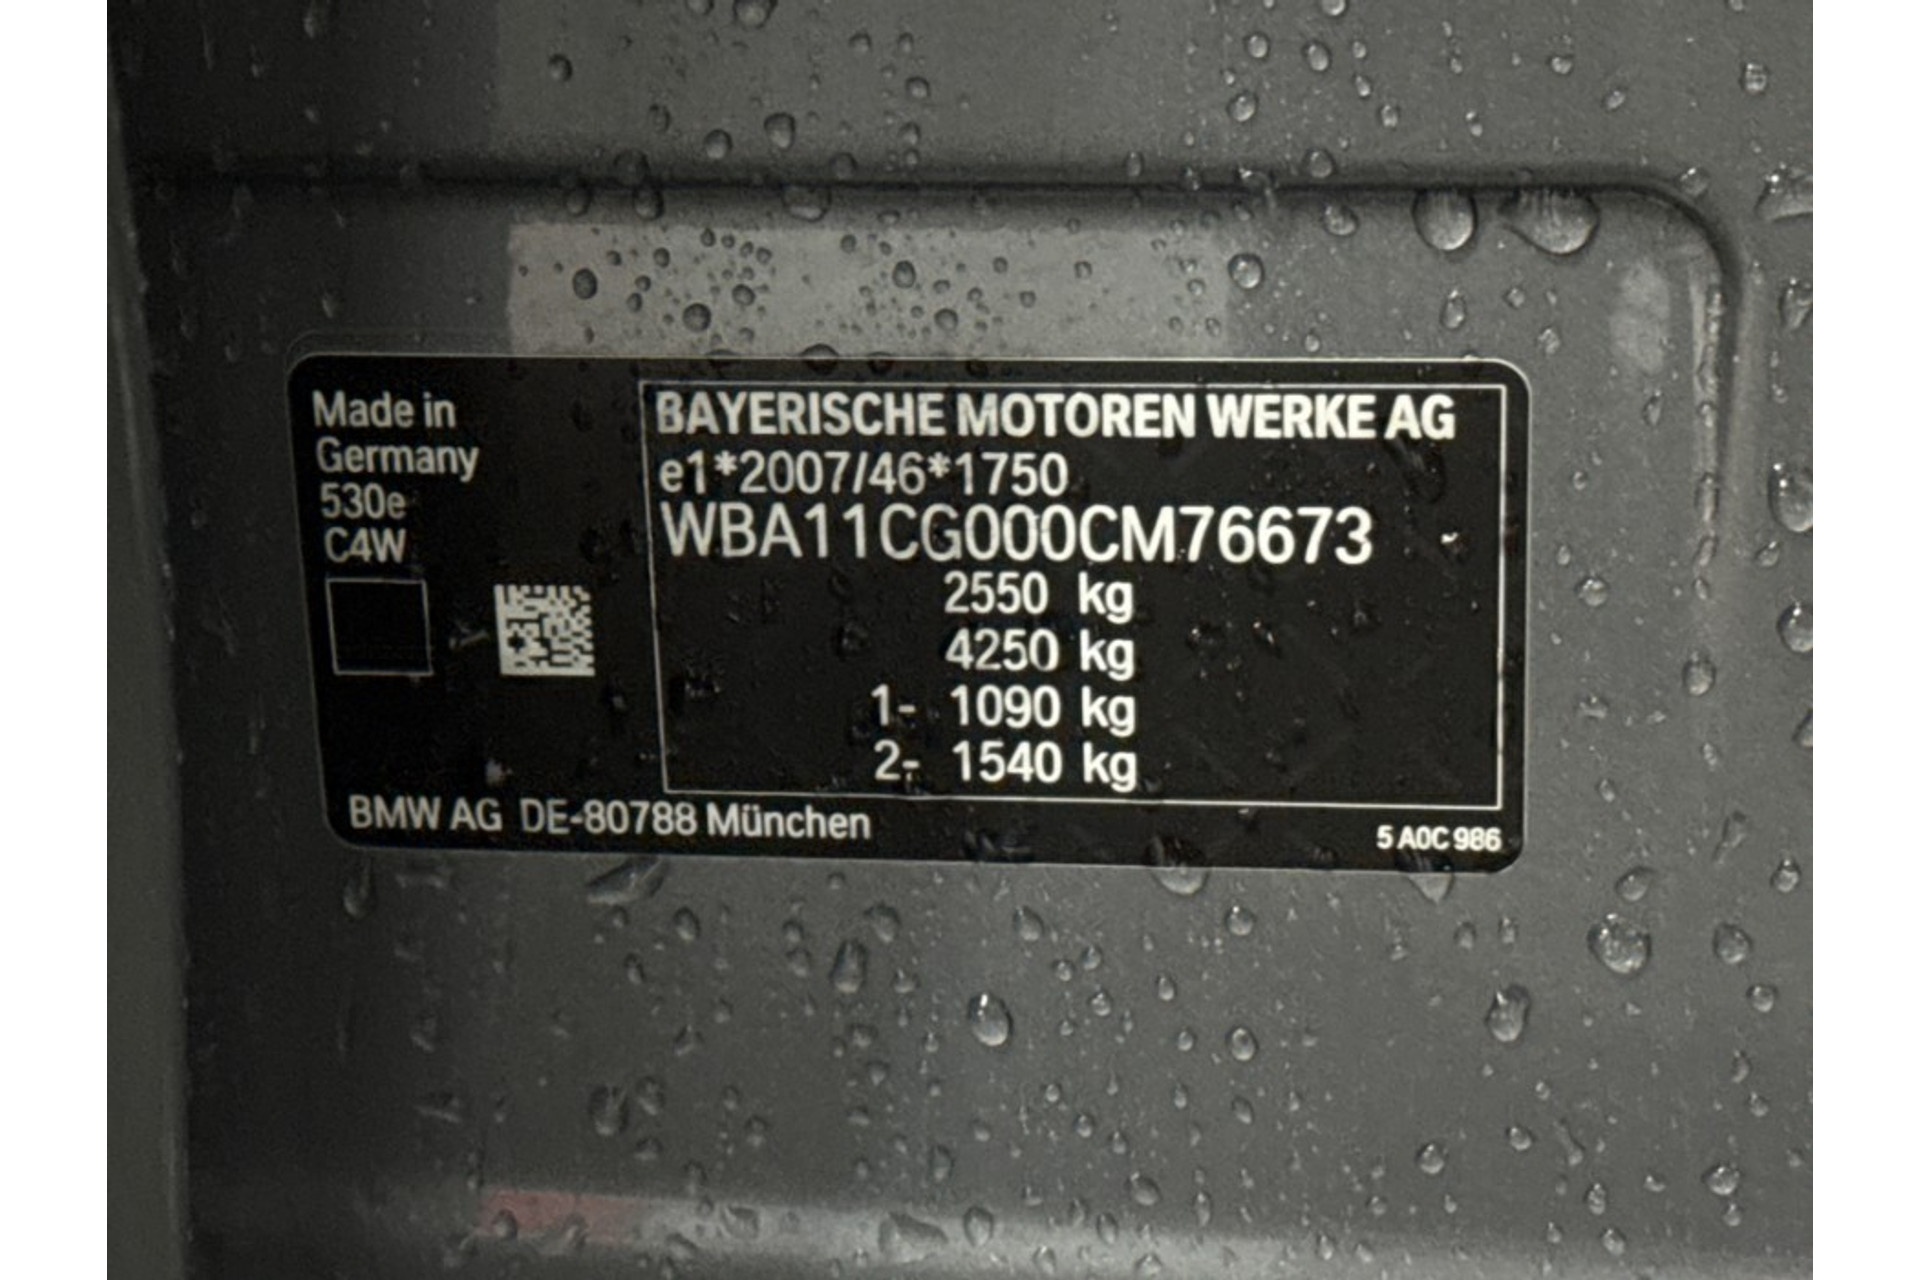 Made in
Germany
530e
C4W
BAYERISCHE MOTOREN WERKE AG
e1*2007/46*1750
WBA11CG000CM76673
2550 kg
4250 kg
1- 1090 kg
2- 1540 kg
BMW AG DE-80788 München
5 A0C 986